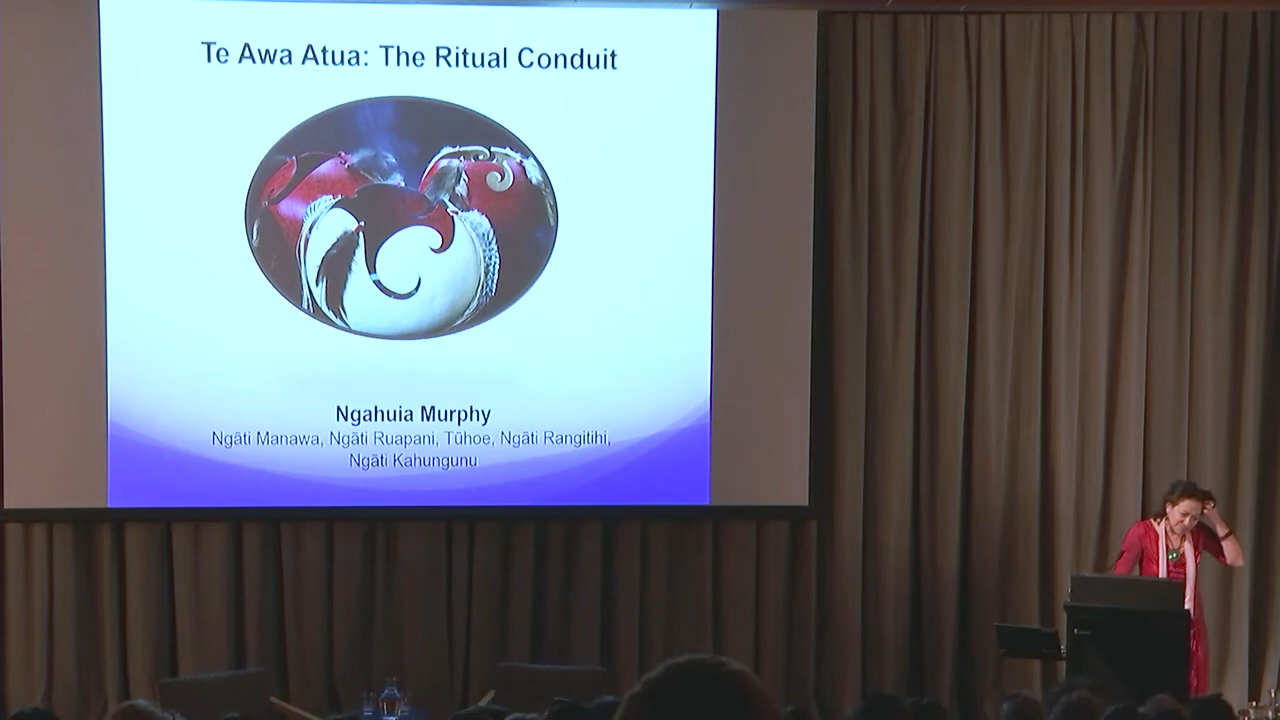 Te Awa Atua: The Ritual Conduit
Ngahuia Murphy
Ngāti Manawa, Ngāti Ruapani, Tūhoe, Ngāti Rangitihi,
Ngāti Kahungunu